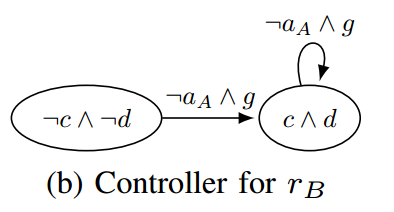 ¬a_A ∧ g
¬a_A ∧ g
¬c ∧ ¬d
c ∧ d
(b) Controller for r_B